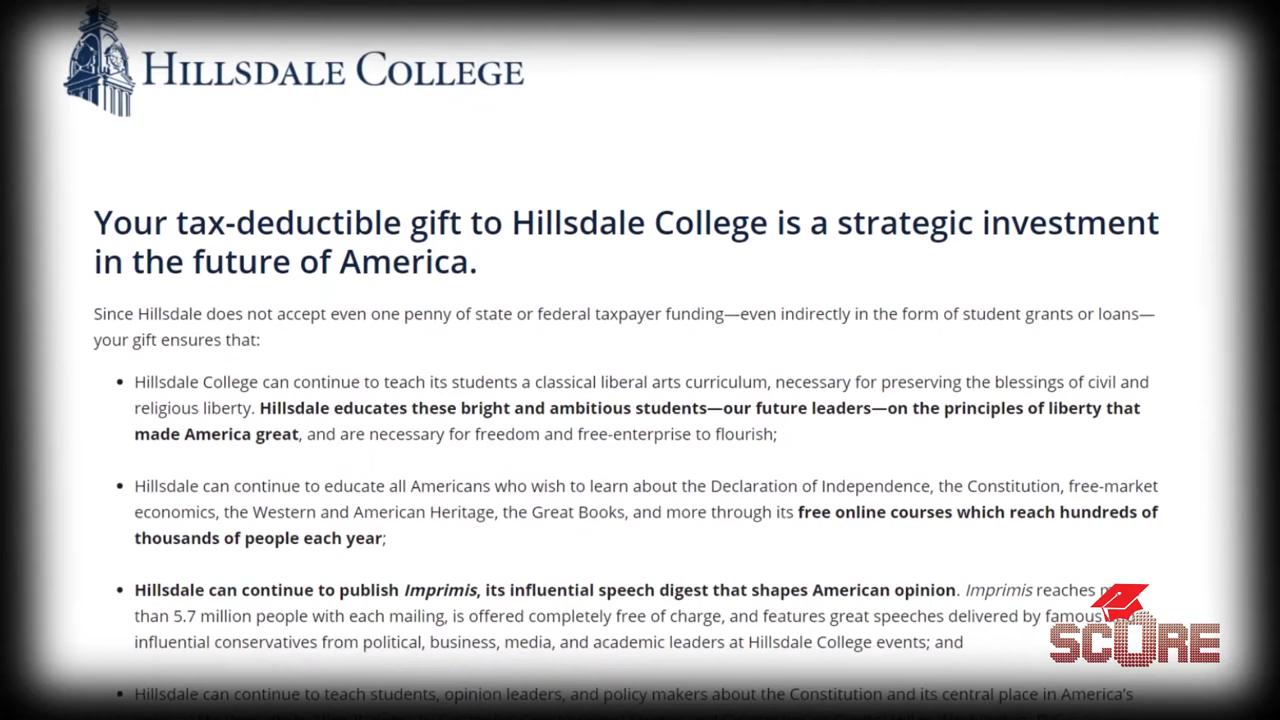 HILLSDALE COLLEGE
Your tax-deductible gift to Hillsdale College is a strategic investment
in the future of America.
Since Hillsdale does not accept even one penny of state or federal taxpayer funding—even indirectly in the form of student grants or loans—
your gift ensures that:
• Hillsdale College can continue to teach its students a classical liberal arts curriculum, necessary for preserving the blessings of civil and
religious liberty. Hillsdale educates these bright and ambitious students—our future leaders—on the principles of liberty that
made America great, and are necessary for freedom and free-enterprise to flourish;
• Hillsdale can continue to educate all Americans who wish to learn about the Declaration of Independence, the Constitution, free-market
economics, the Western and American Heritage, the Great Books, and more through its free online courses which reach hundreds of
thousands of people each year;
• Hillsdale can continue to publish Imprimis, its influential speech digest that shapes American opinion. Imprimis reaches
than 5.7 million people with each mailing, is offered completely free of charge, and features great speeches delivered by famous
influential conservatives from political, business, media, and academic leaders at Hillsdale College events; and
SCORE
• Hillsdale can continue to teach students, opinion leaders, and policy makers about the Constitution and its central place in America's